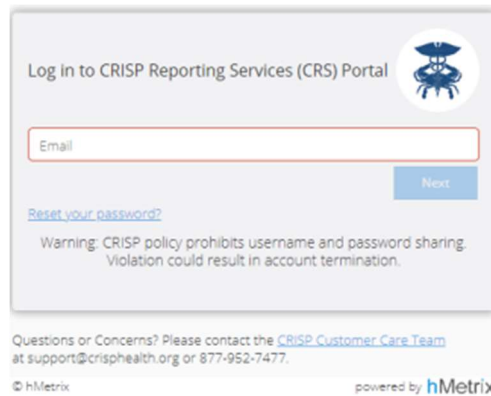 Log in to CRISP Reporting Services (CRS) Portal
Email
Next
Reset your password?
Warning: CRISP policy prohibits username and password sharing.
Violation could result in account termination.
Questions or Concerns? Please contact the CRISP Customer Care Team
at support@crisphealth.org or 877-952-7477.
© hMetrix
powered by hMetrix